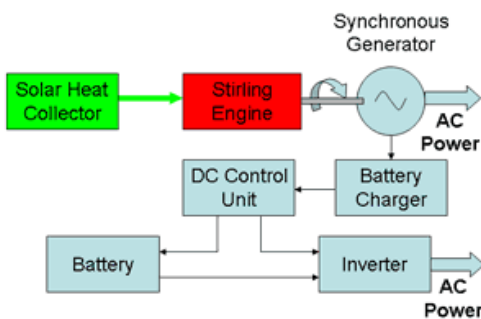 Synchronous
Generator
Solar Heat
Collector
Stirling
Engine
AC
Power
DC Control
Unit
Battery
Charger
Battery
Inverter
AC
Power